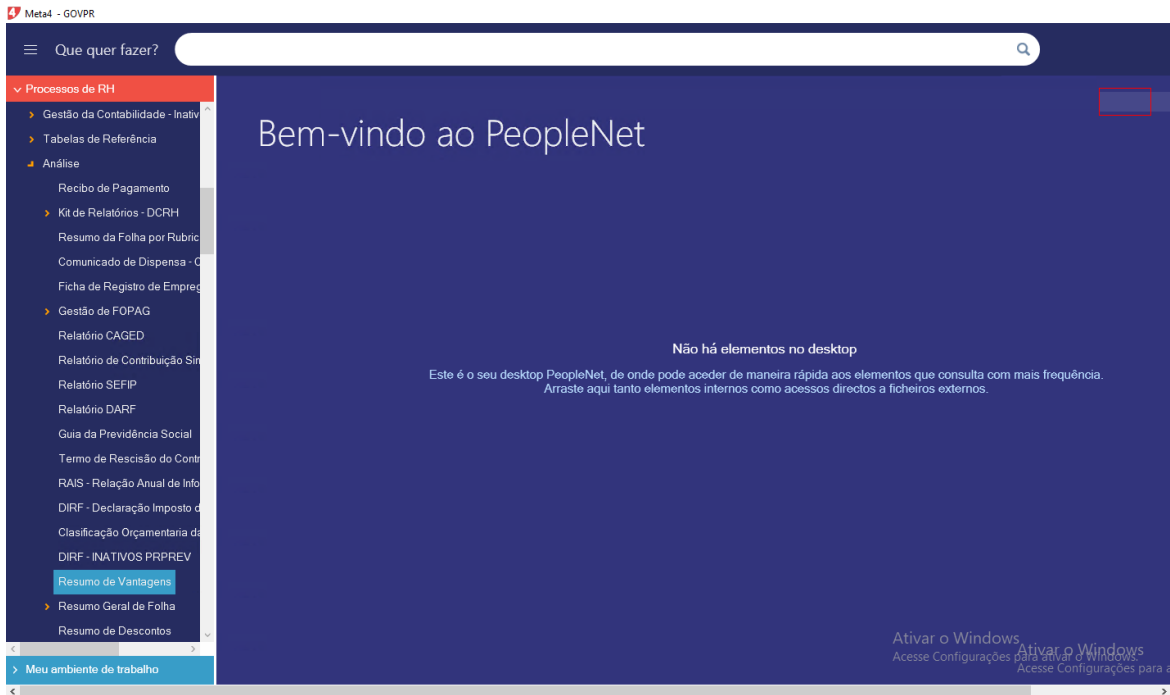 Meta4 - GOVPR
Que quer fazer?
Processos de RH
Gestão da Contabilidade - Inativ
Tabelas de Referência
Análise
Recibo de Pagamento
Kit de Relatórios - DCRH
Resumo da Folha por Rubric
Comunicado de Dispensa - C
Ficha de Registro de Empreg
Gestão de FOPAG
Relatório CAGED
Relatório de Contribuição Sin
Relatório SEFIP
Relatório DARF
Guia da Previdência Social
Termo de Rescisão do Contr
RAIS - Relação Anual de Info
DIRF - Declaração Imposto d
Clasificação Orçamentaria da
DIRF - INATIVOS PRPREV
Resumo de Vantagens
Resumo Geral de Folha
Resumo de Descontos
Meu ambiente de trabalho
Bem-vindo ao PeopleNet
Não há elementos no desktop
Este é o seu desktop PeopleNet, de onde pode aceder de maneira rápida aos elementos que consulta com mais frequência.
Arraste aqui tanto elementos internos como acessos directos a ficheiros externos.
Ativar o Windows
Acesse Configurações para ativar o Windows.
Ativar o Windows
Acesse Configurações para a